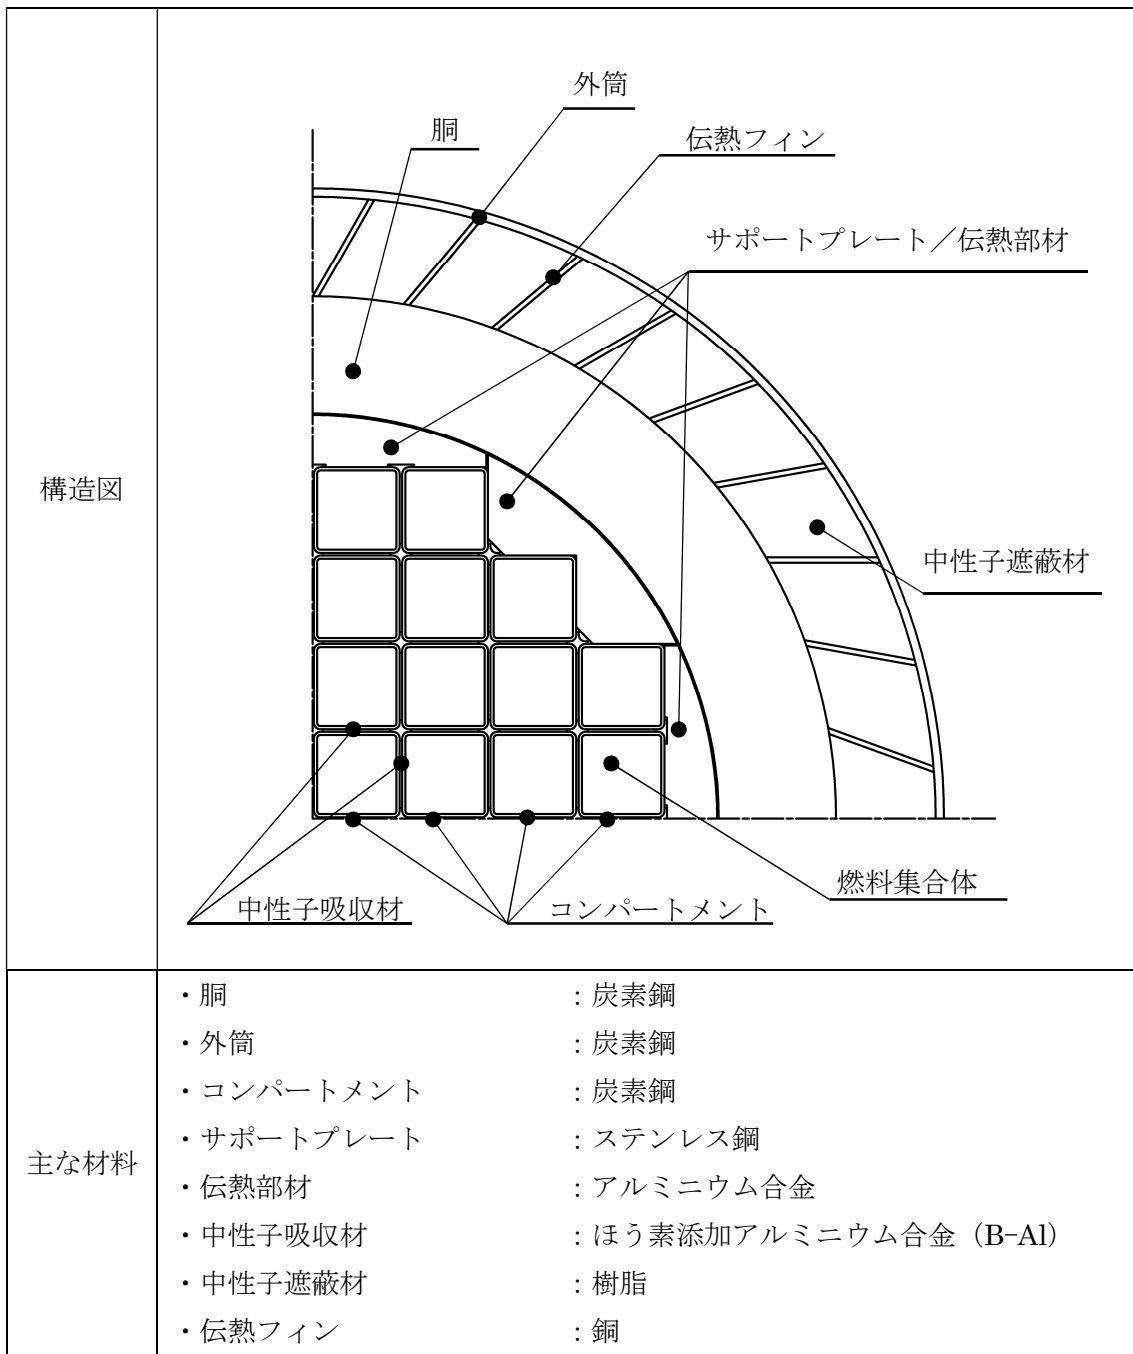 構造図
外筒
胴
伝熱フィン
サポートプレート／伝熱部材
中性子遮蔽材
燃料集合体
中性子吸収材
コンパートメント
主な材料
・胴 : 炭素鋼
・外筒 : 炭素鋼
・コンパートメント : 炭素鋼
・サポートプレート : ステンレス鋼
・伝熱部材 : アルミニウム合金
・中性子吸収材 : ほう素添加アルミニウム合金（B-Al）
・中性子遮蔽材 : 樹脂
・伝熱フィン : 銅